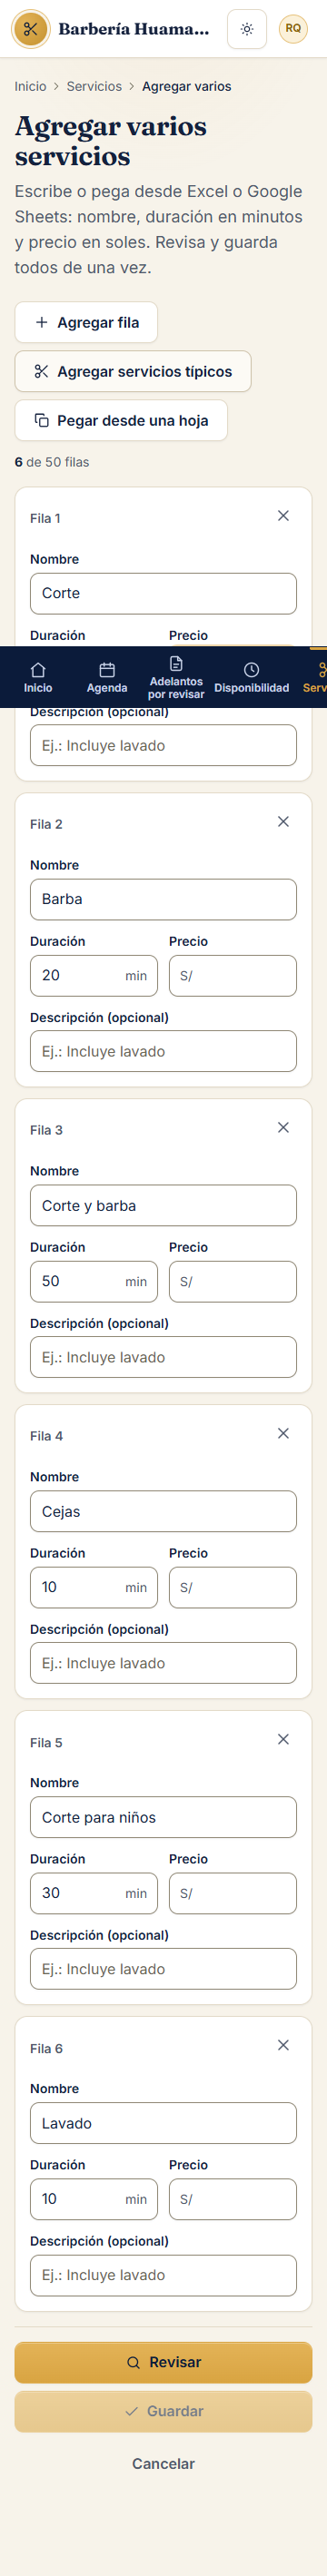 Barbería Huama...
RQ
Inicio > Servicios > Agregar varios
Agregar varios
servicios
Escribe o pega desde Excel o Google
Sheets: nombre, duración en minutos
y precio en soles. Revisa y guarda
todos de una vez.
Agregar fila
Agregar servicios típicos
Pegar desde una hoja
6 de 50 filas
Fila 1
Nombre
Corte
Duración Precio
Inicio
Agenda
Adelantos
por revisar
Disponibilidad
Serv
Descripción (opcional)
Ej.: Incluye lavado
Fila 2
Nombre
Barba
Duración Precio
20 min S/
Descripción (opcional)
Ej.: Incluye lavado
Fila 3
Nombre
Corte y barba
Duración Precio
50 min S/
Descripción (opcional)
Ej.: Incluye lavado
Fila 4
Nombre
Cejas
Duración Precio
10 min S/
Descripción (opcional)
Ej.: Incluye lavado
Fila 5
Nombre
Corte para niños
Duración Precio
30 min S/
Descripción (opcional)
Ej.: Incluye lavado
Fila 6
Nombre
Lavado
Duración Precio
10 min S/
Descripción (opcional)
Ej.: Incluye lavado
Revisar
Guardar
Cancelar